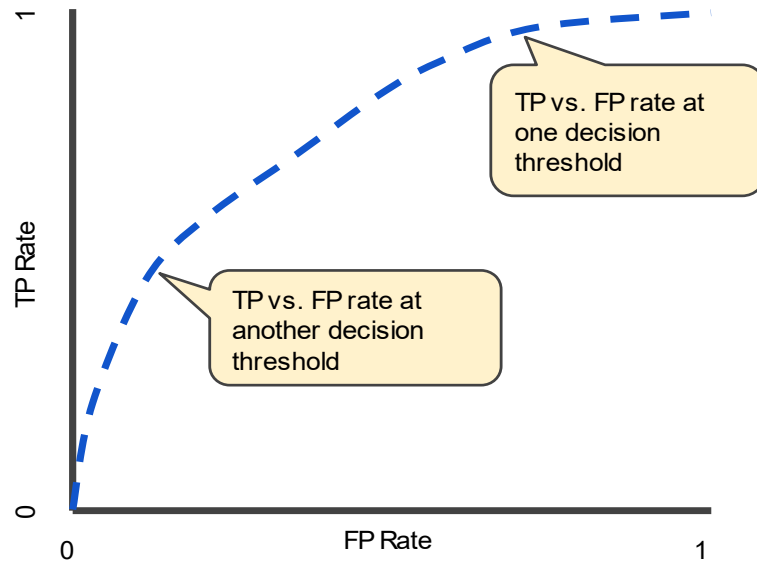 1
TP vs. FP rate at
one decision
threshold
TP Rate
TP vs. FP rate at
another decision
threshold
0
0
FP Rate
1